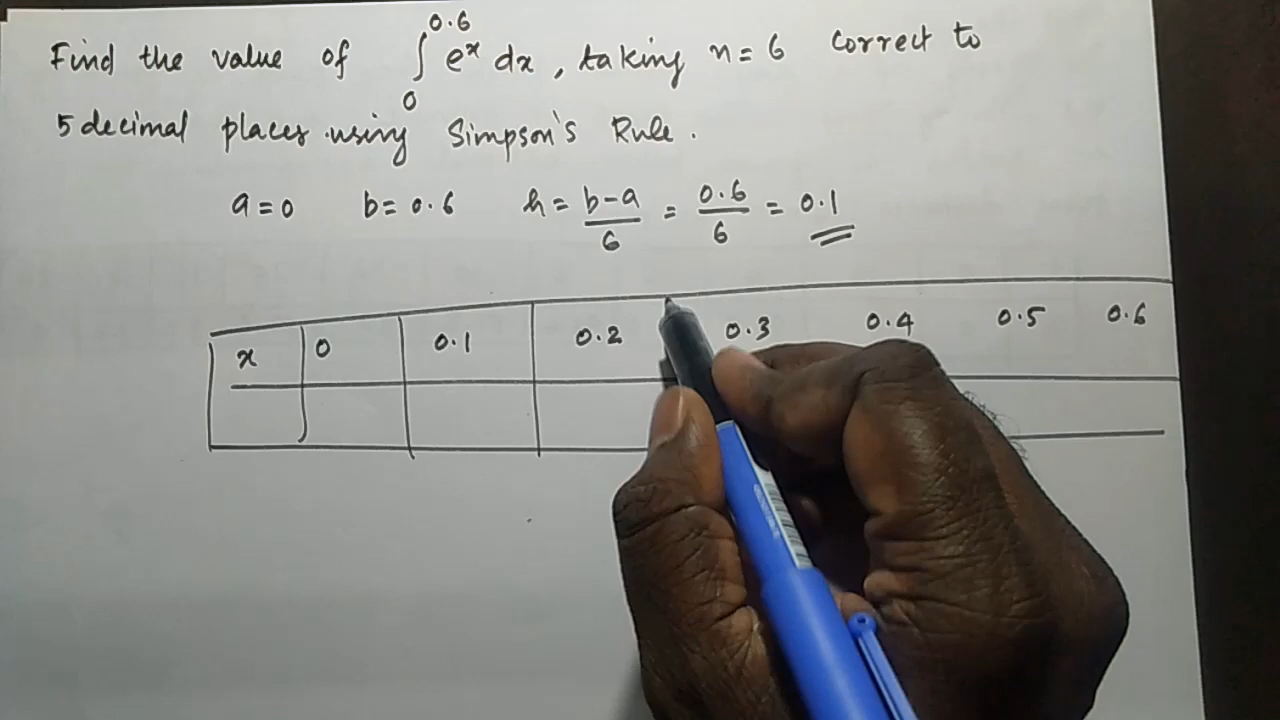 Find the value of ∫₀^0.6 eˣ dx, taking n = 6 correct to
5 decimal places using Simpson's Rule.
a = 0 b = 0.6 h = b-a/6 = 0.6/6 = 0.1
x 0 0.1 0.2 0.3 0.4 0.5 0.6